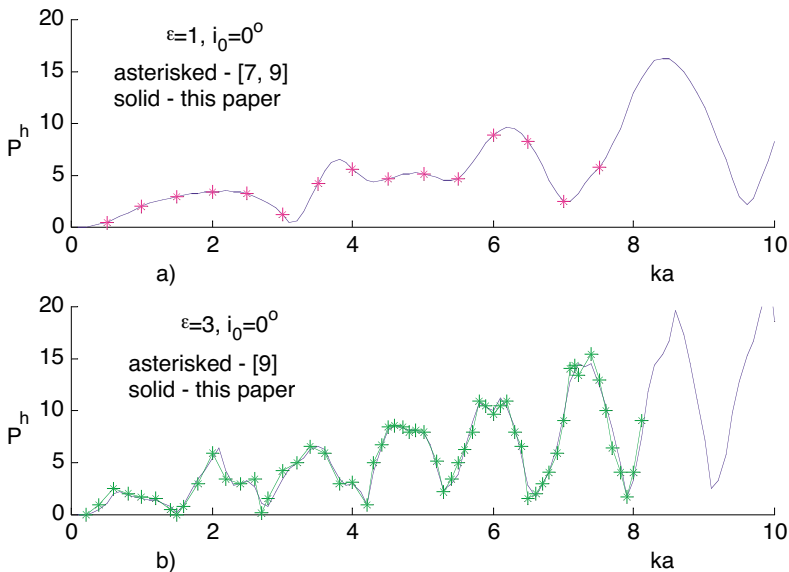 20
ε=1, i0=0o
15
asterisked - [7, 9]
solid - this paper
10
Ph
5
0
0 2 4 6 8 10
a) ka
20
ε=3, i0=0o
15
asterisked - [9]
solid - this paper
10
Ph
5
0
0 2 4 6 8 10
b) ka